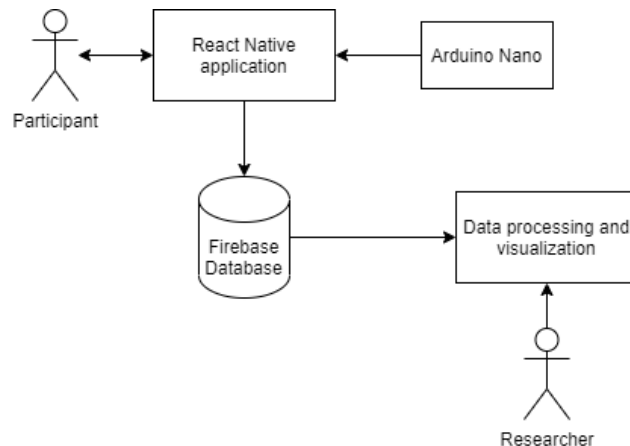 React Native
application
Arduino Nano
Participant
Firebase
Database
Data processing and
visualization
Researcher